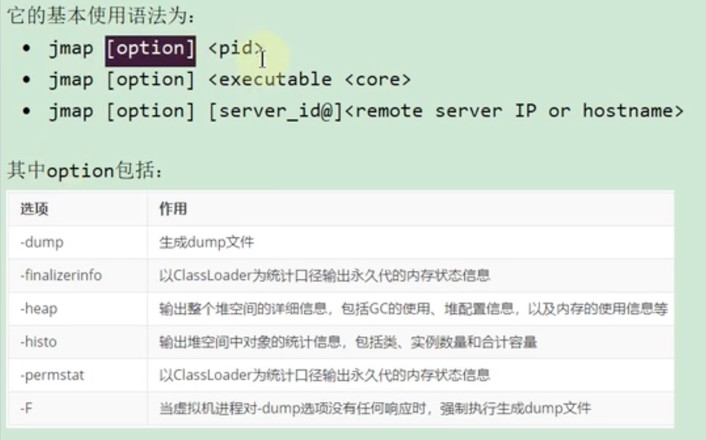 它的基本使用语法为：
• jmap [option] <pid>
• jmap [option] <executable <core>
• jmap [option] [server_id@]<remote server IP or hostname>
其中option包括：
选项 作用
-dump 生成dump文件
-finalizerinfo 以ClassLoader为统计口径输出永久代的内存状态信息
-heap 输出整个堆空间的详细信息，包括GC的使用、堆配置信息，以及内存的使用信息等
-histo 输出堆空间中对象的统计信息，包括类、实例数量和合计容量
-permstat 以ClassLoader为统计口径输出永久代的内存状态信息
-F 当虚拟机进程对-dump选项没有任何响应时，强制执行生成dump文件